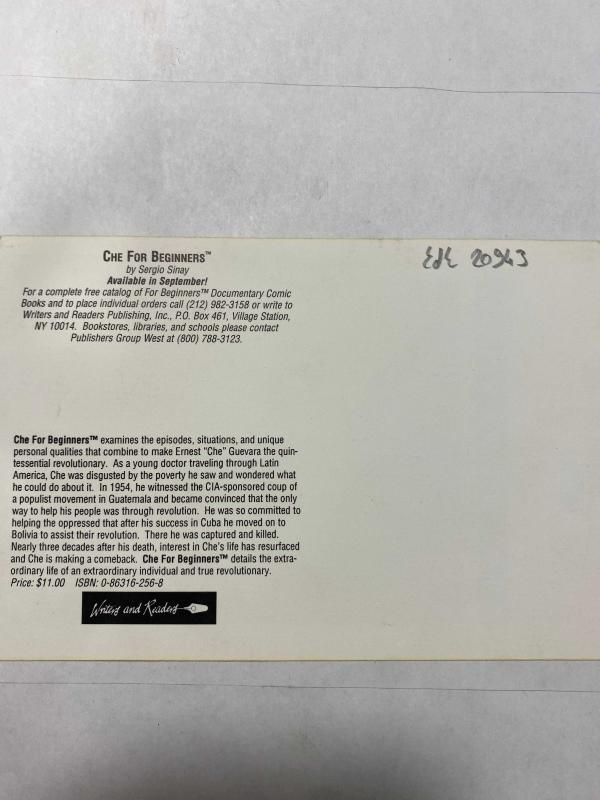 CHE FOR BEGINNERS™
by Sergio Sinay
Available in September!
For a complete free catalog of For Beginners™ Documentary Comic
Books and to place individual orders call (212) 982-3158 or write to
Writers and Readers Publishing, Inc., P.O. Box 461, Village Station,
NY 10014. Bookstores, libraries, and schools please contact
Publishers Group West at (800) 788-3123.
20943
Che For Beginners™ examines the episodes, situations, and unique
personal qualities that combine to make Ernest "Che" Guevara the quin-
tessential revolutionary. As a young doctor traveling through Latin
America, Che was disgusted by the poverty he saw and wondered what
he could do about it. In 1954, he witnessed the CIA-sponsored coup of
a populist movement in Guatemala and became convinced that the only
way to help his people was through revolution. He was so committed to
helping the oppressed that after his success in Cuba he moved on to
Bolivia to assist their revolution. There he was captured and killed.
Nearly three decades after his death, interest in Che's life has resurfaced
and Che is making a comeback. Che For Beginners™ details the extra-
ordinary life of an extraordinary individual and true revolutionary.
Price: $11.00 ISBN: 0-86316-256-8
Writers and Readers